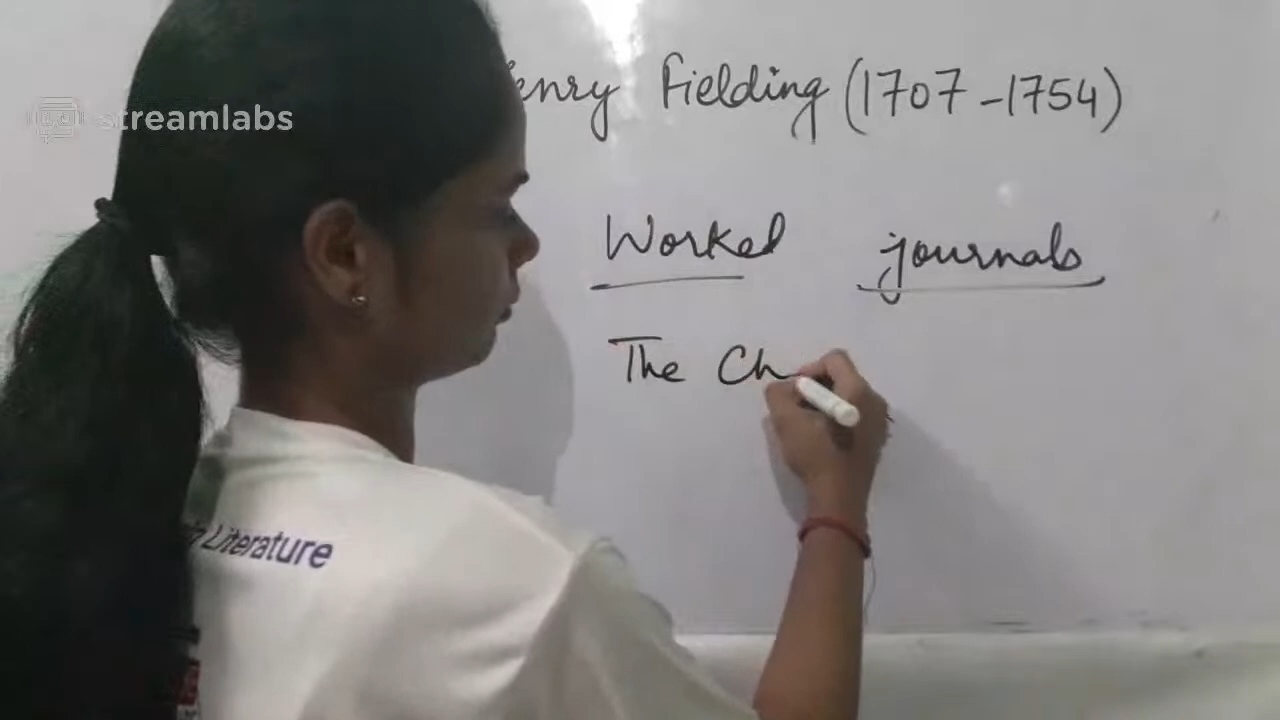 streamlabs
enry Fielding (1707-1754)
Worked journals
The Ch
Literature